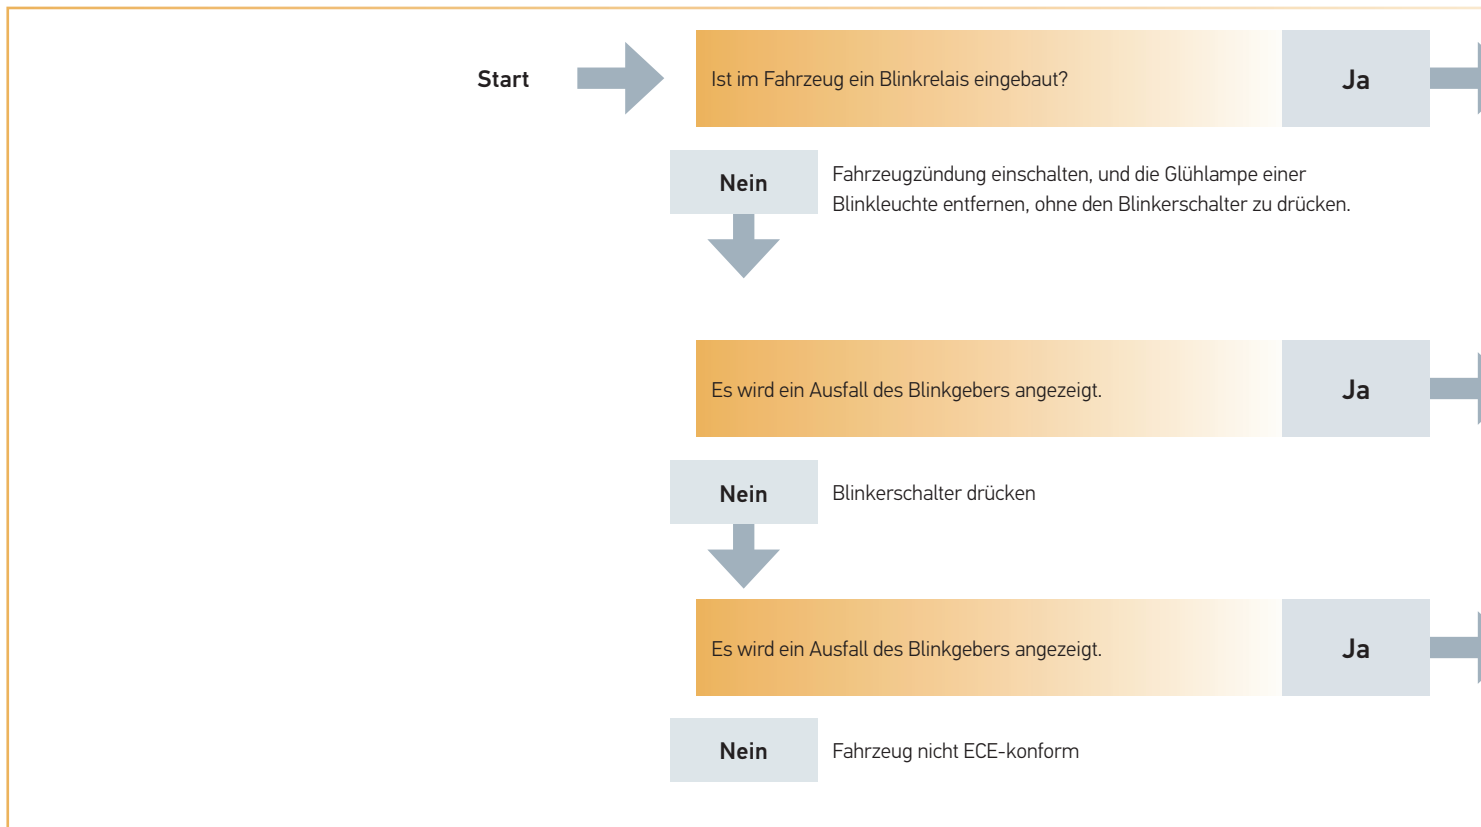 Start
Ist im Fahrzeug ein Blinkrelais eingebaut?
Ja
Nein
Fahrzeugzündung einschalten, und die Glühlampe einer
Blinkleuchte entfernen, ohne den Blinkerschalter zu drücken.
Es wird ein Ausfall des Blinkgebers angezeigt.
Ja
Nein
Blinkerschalter drücken
Es wird ein Ausfall des Blinkgebers angezeigt.
Ja
Nein
Fahrzeug nicht ECE-konform